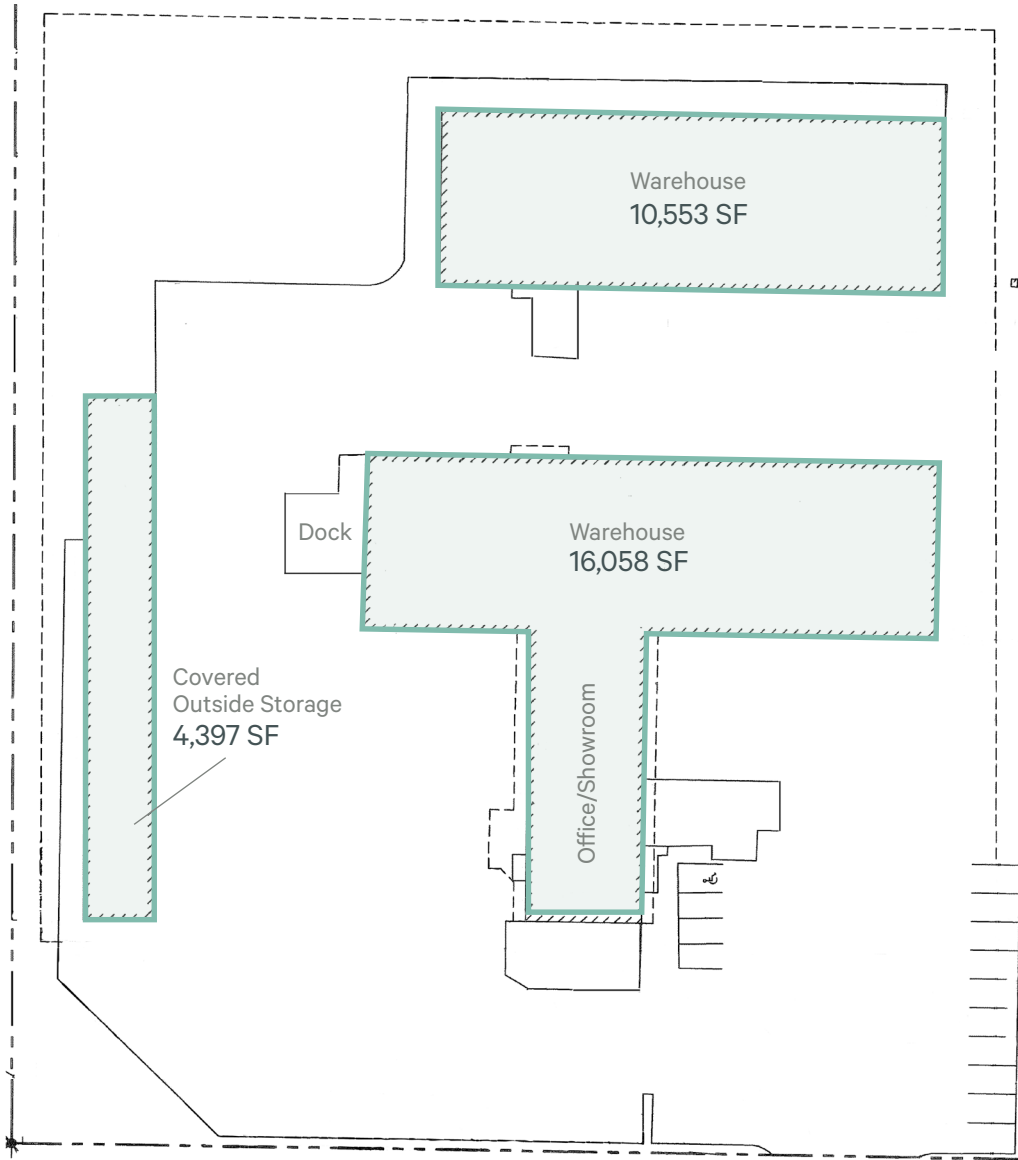 Warehouse
10,553 SF
Dock
Warehouse
16,058 SF
Covered
Outside Storage
4,397 SF
Office/Showroom